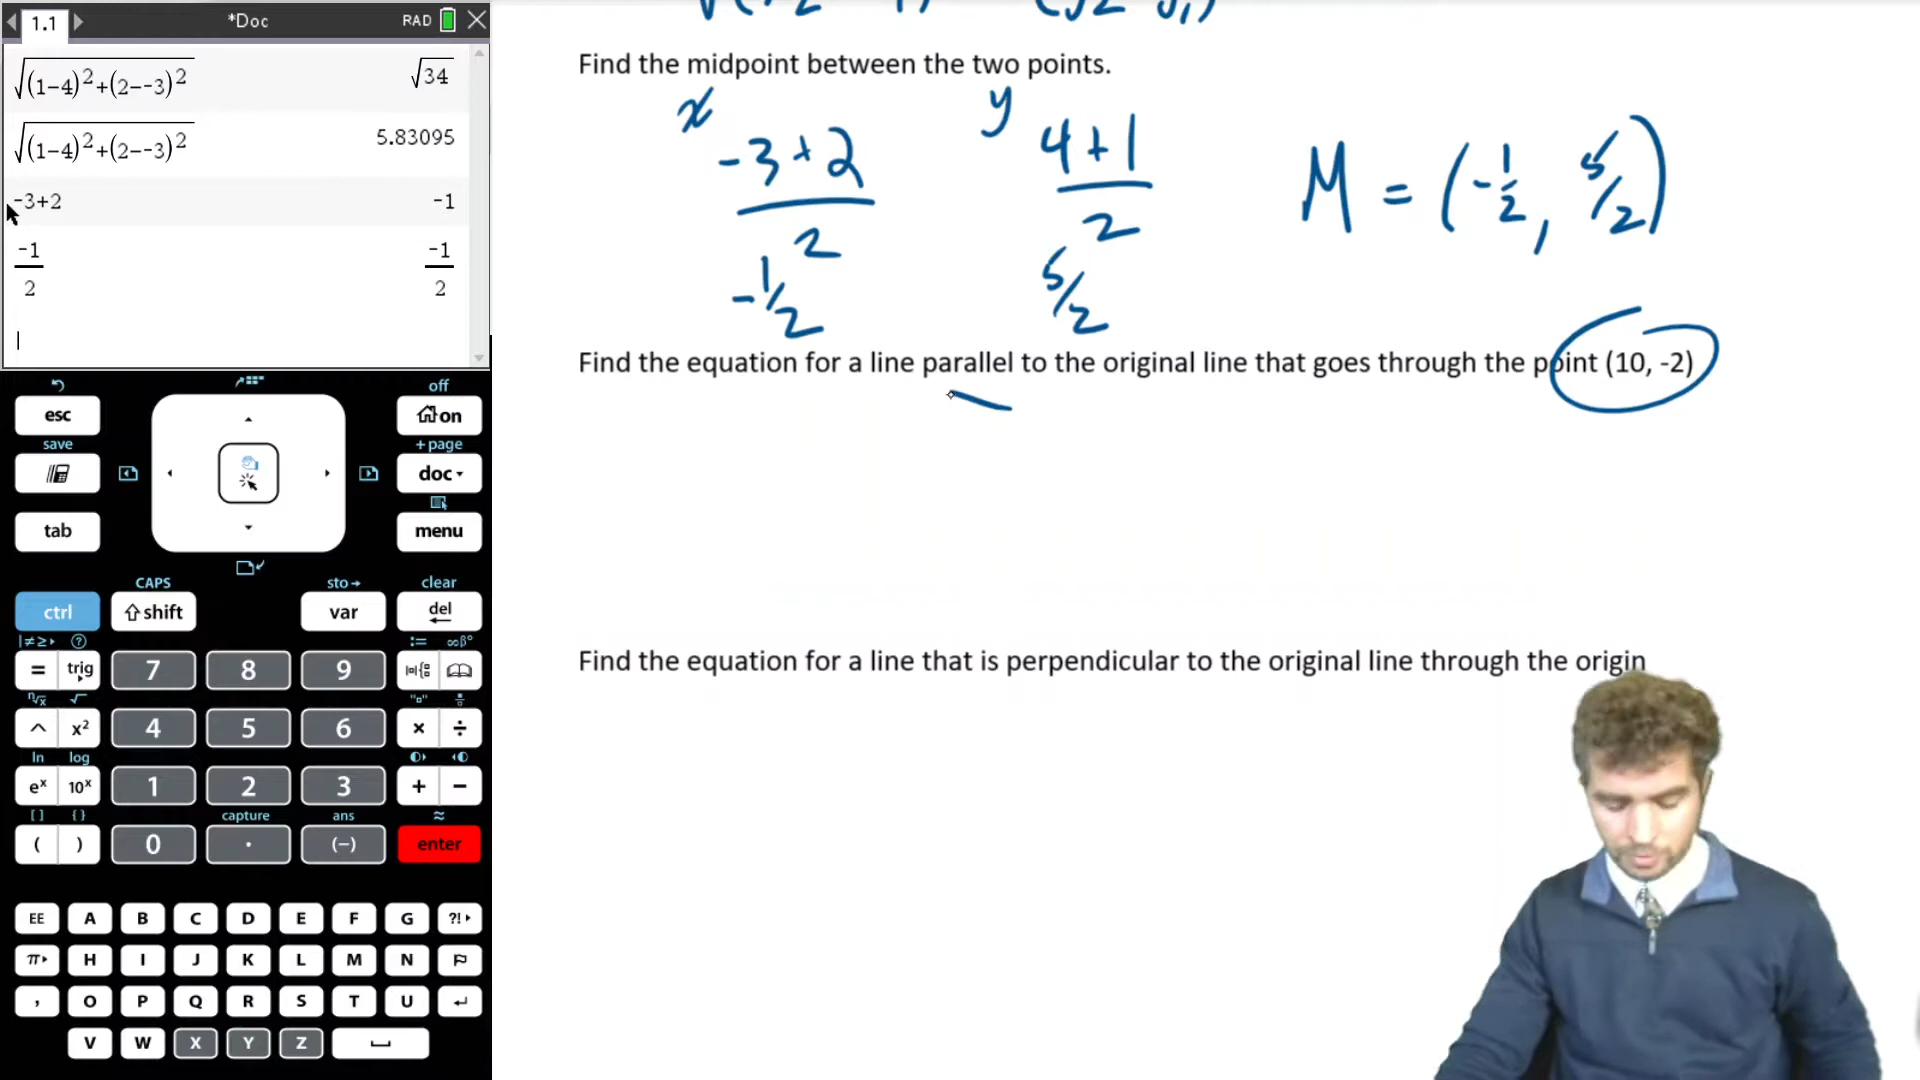 1.1 *Doc RAD
√(1−4)²+(2−-3)² √34
√(1−4)²+(2−-3)² 5.83095
-3+2 -1
-1/2 -1/2
Find the midpoint between the two points.
x y
-3+2/2 4+1/2 M = (-1/2, 5/2)
-1/2 5/2
Find the equation for a line parallel to the original line that goes through the point (10, -2)
Find the equation for a line that is perpendicular to the original line through the origin
off
esc on
save + page
doc
tab menu
CAPS sto→ clear
ctrl shift var del
= trig 7 8 9
^ x² 4 5 6 × ÷
ln log
eˣ 10ˣ 1 2 3 + −
[ ] { } capture ans ≈
( ) 0 . (−) enter
EE A B C D E F G ?!
π H I J K L M N
, O P Q R S T U
V W X Y Z